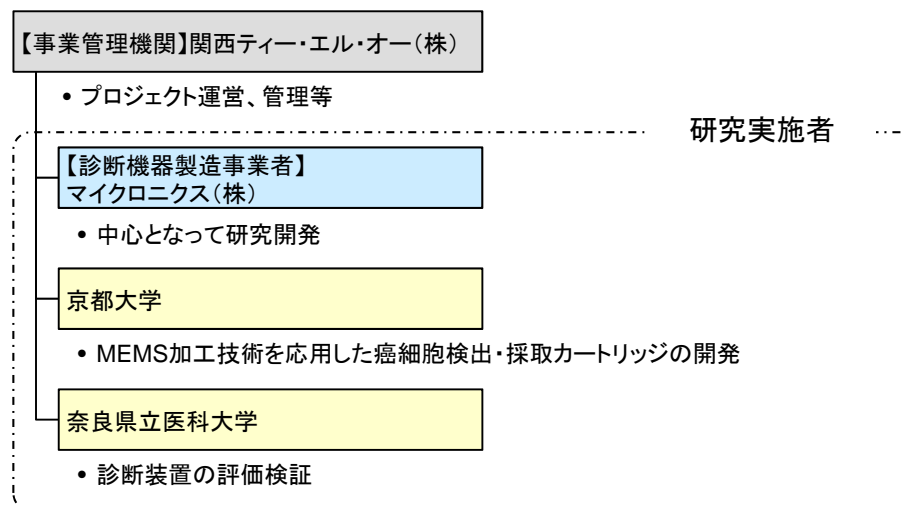 【事業管理機関】関西ティー・エル・オー（株）
• プロジェクト運営、管理等
研究実施者
【診断機器製造事業者】
マイクロニクス（株）
• 中心となって研究開発
京都大学
• MEMS加工技術を応用した癌細胞検出・採取カートリッジの開発
奈良県立医科大学
• 診断装置の評価検証